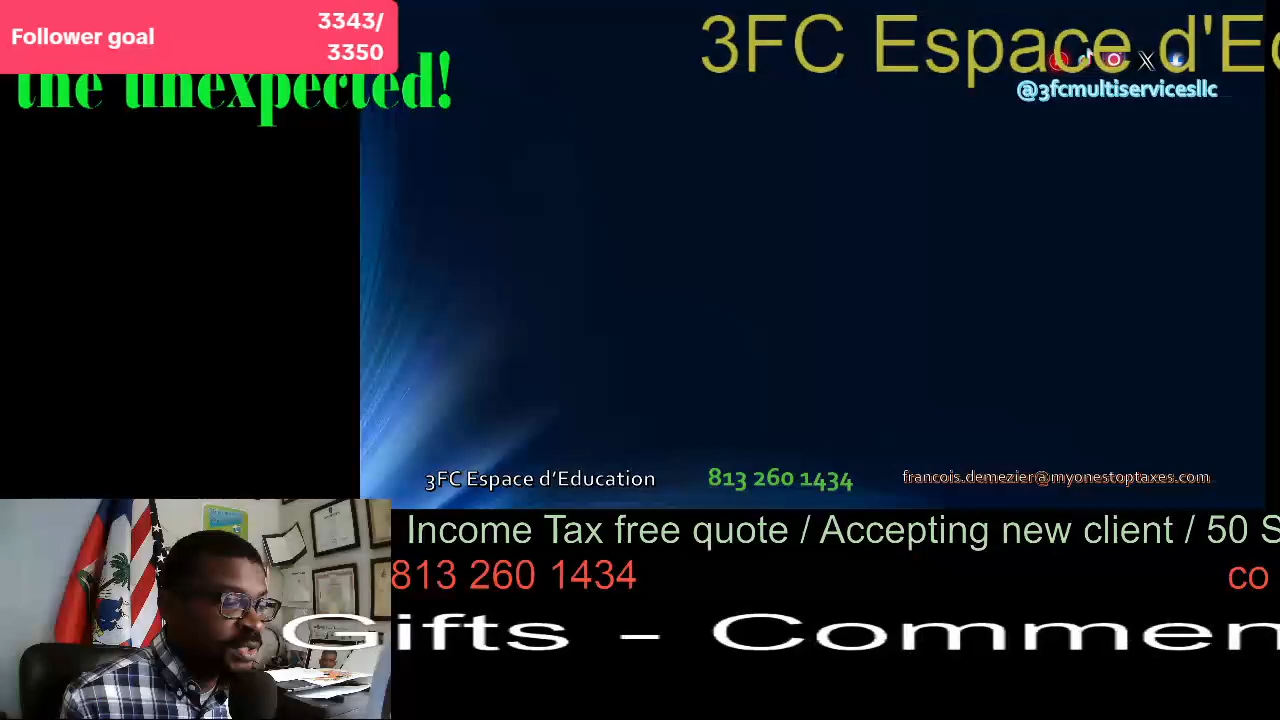 Follower goal
3343/
3350
the unexpected!
3FC Espace d'Ed
@3fcmultiservicesllc
3FC Espace d'Education
813 260 1434
francois.demezier@myonestoptaxes.com
Income Tax free quote / Accepting new client / 50 S
813 260 1434
co
Gifts - Commen